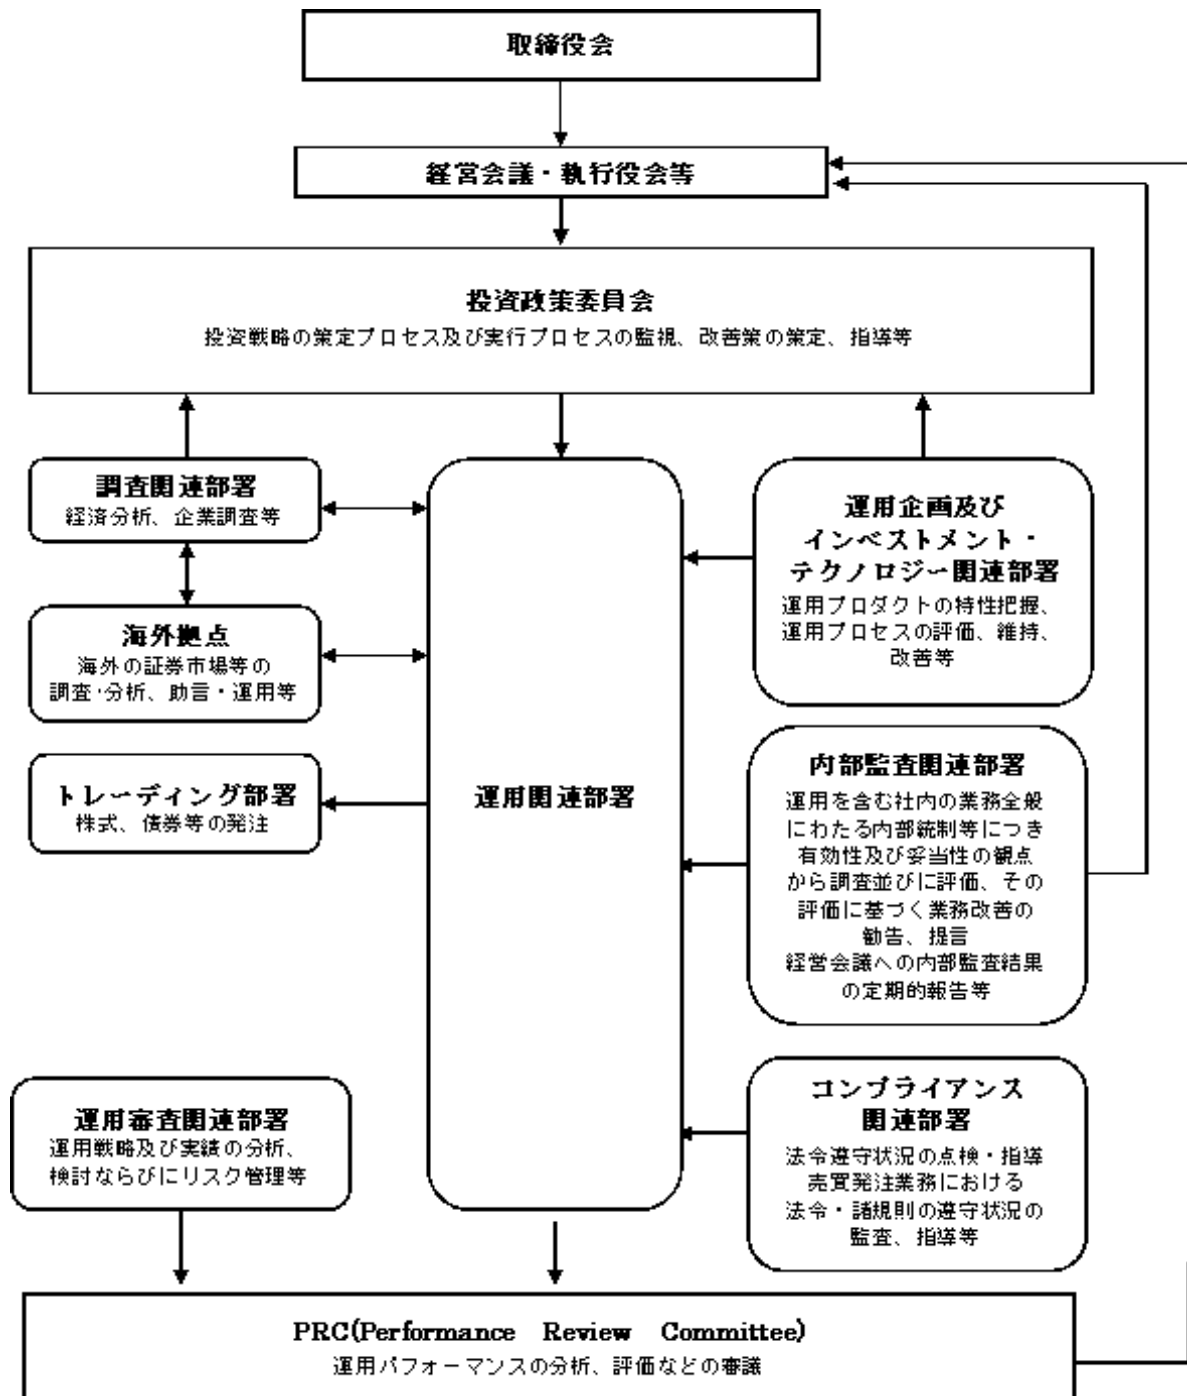 取締役会
経営会議・執行役会等
投資政策委員会
投資戦略の策定プロセス及び実行プロセスの監視、改善策の策定、指導等
調査関連部署
経済分析、企業調査等
海外拠点
海外の証券市場等の
調査・分析、助言・運用等
トレーディング部署
株式、債券等の発注
運用関連部署
運用企画及び
インベストメント・
テクノロジー関連部署
運用プロダクトの特性把握、
運用プロセスの評価、維持、
改善等
内部監査関連部署
運用を含む社内の業務全般
にわたる内部統制等につき
有効性及び妥当性の観点
から調査並びに評価、その
評価に基づく業務改善の
勧告、提言
経営会議への内部監査結果
の定期的報告等
コンプライアンス
関連部署
法令遵守状況の点検・指導
売買発注業務における
法令・諸規則の遵守状況の
監査、指導等
運用審査関連部署
運用戦略及び実績の分析、
検討ならびにリスク管理等
PRC(Performance Review Committee)
運用パフォーマンスの分析、評価などの審議